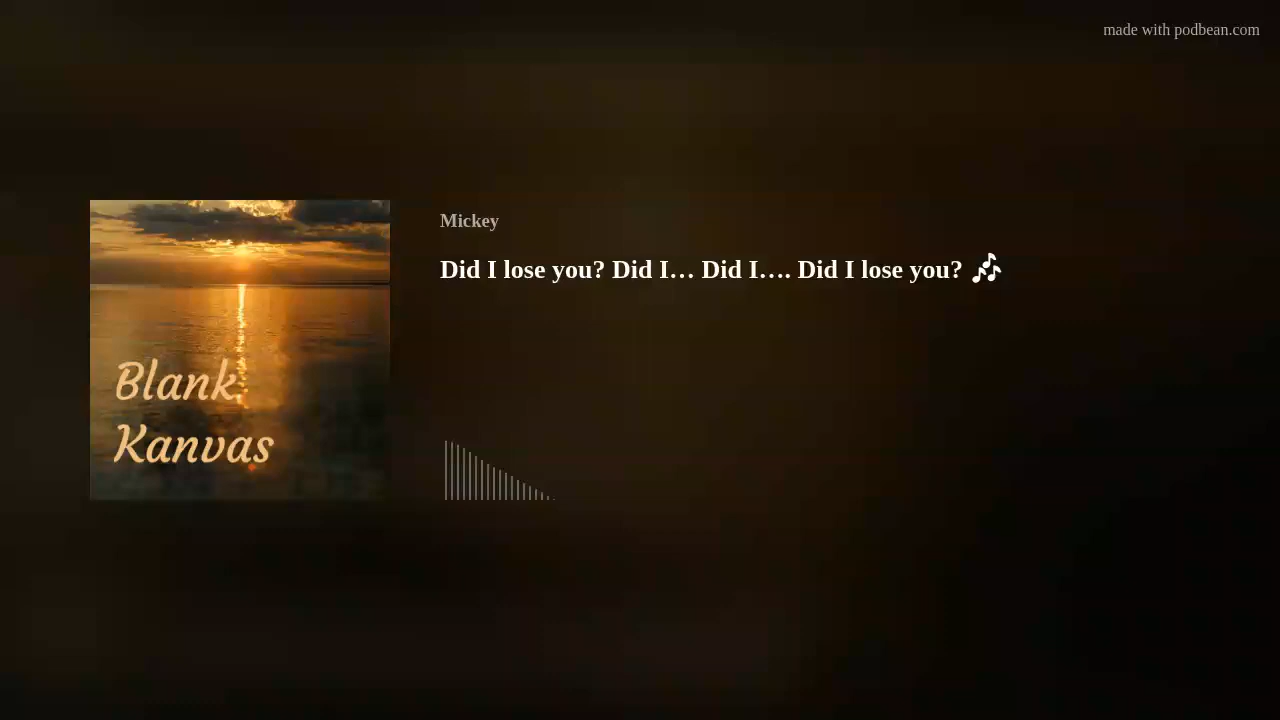 made with podbean.com
Mickey
Did I lose you? Did I… Did I…. Did I lose you? 🎶
Blank
Kanvas